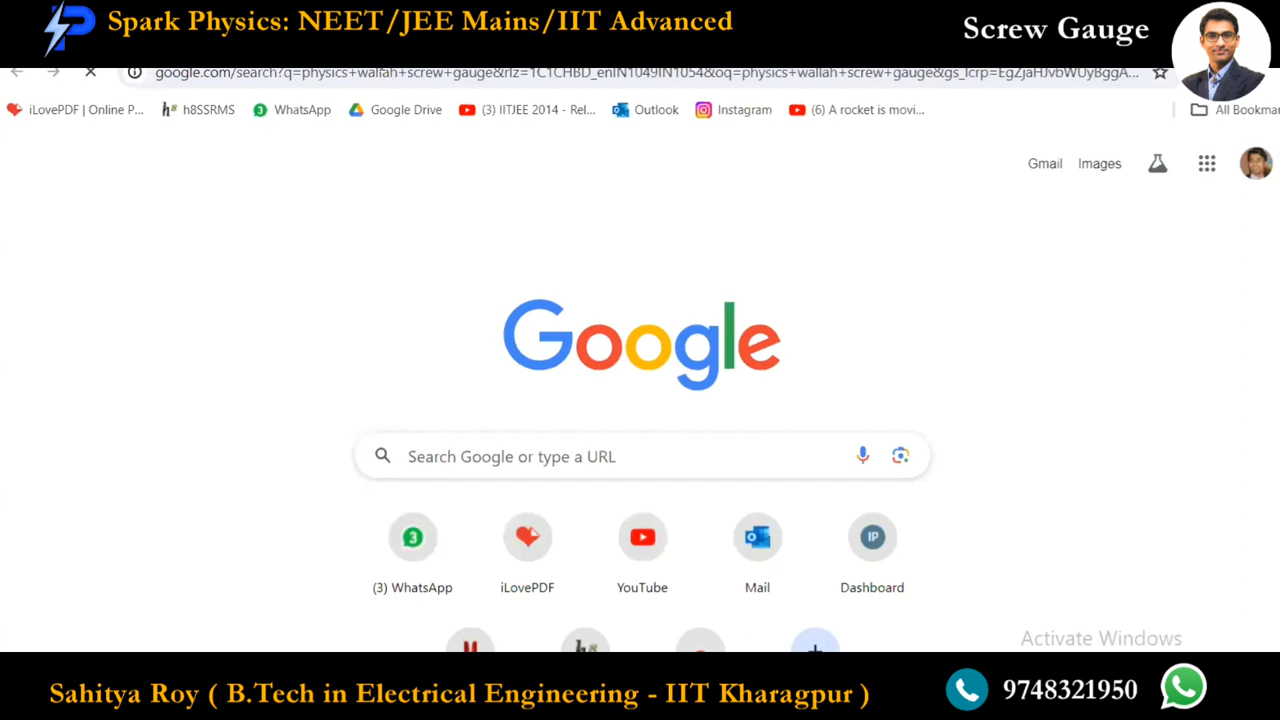 Spark Physics: NEET/JEE Mains/IIT Advanced
Screw Gauge
google.com/search?q=physics+wallah+screw+gauge&rlz=1C1CHBD_enIN1049IN1054&oq=physics+wallah+screw+gauge&gs_lcrp=EgZjaHJvbWUyBggA...
iLovePDF | Online P... h8SSRMS 3 WhatsApp Google Drive (3) IITJEE 2014 - Rel... Outlook Instagram (6) A rocket is movi... All Bookmar
Gmail Images
Google
Search Google or type a URL
3 IP
(3) WhatsApp iLovePDF YouTube Mail Dashboard
Activate Windows
Sahitya Roy ( B.Tech in Electrical Engineering - IIT Kharagpur ) 9748321950